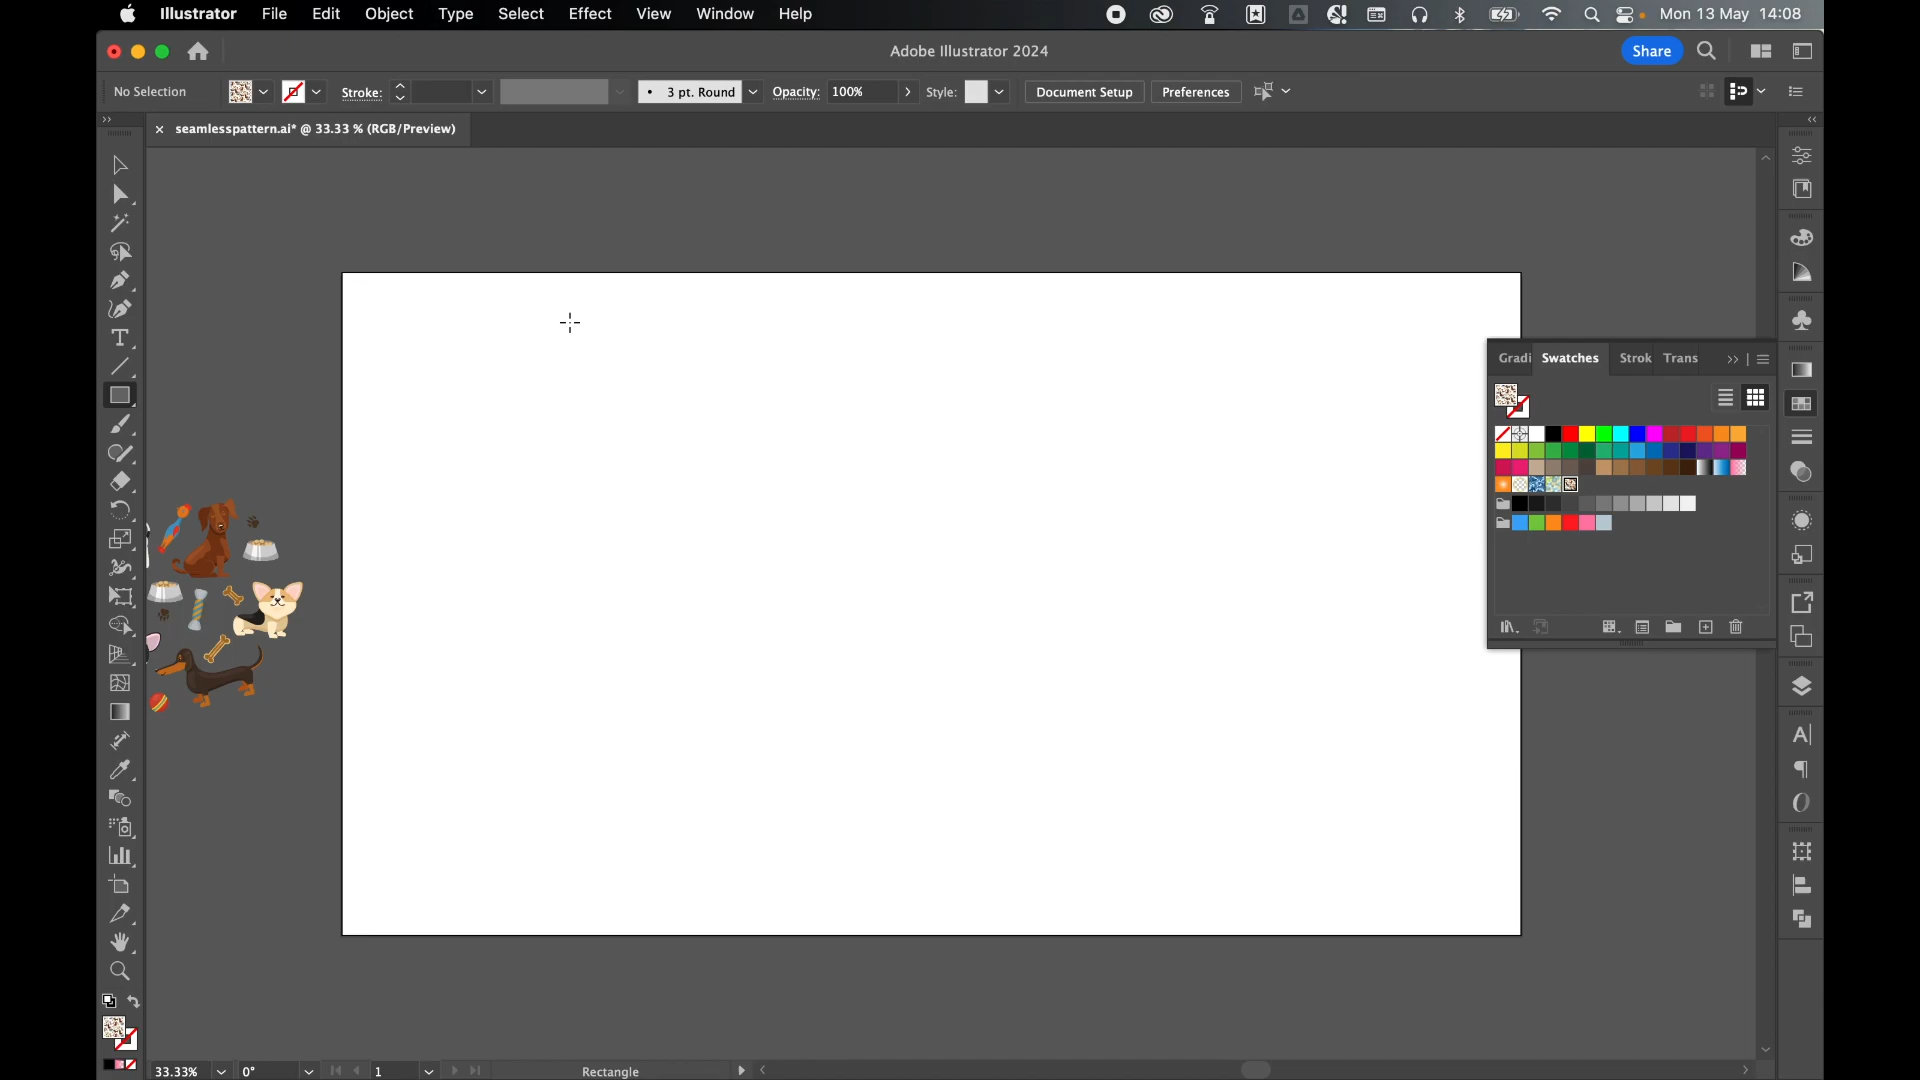 Illustrator File Edit Object Type Select Effect View Window Help Mon 13 May 14:08
Adobe Illustrator 2024 Share
No Selection Stroke: 3 pt. Round Opacity: 100% Style: Document Setup Preferences
× seamlesspattern.ai* @ 33.33 % (RGB/Preview)
Gradi Swatches Strok Trans
33.33% 0° 1 Rectangle